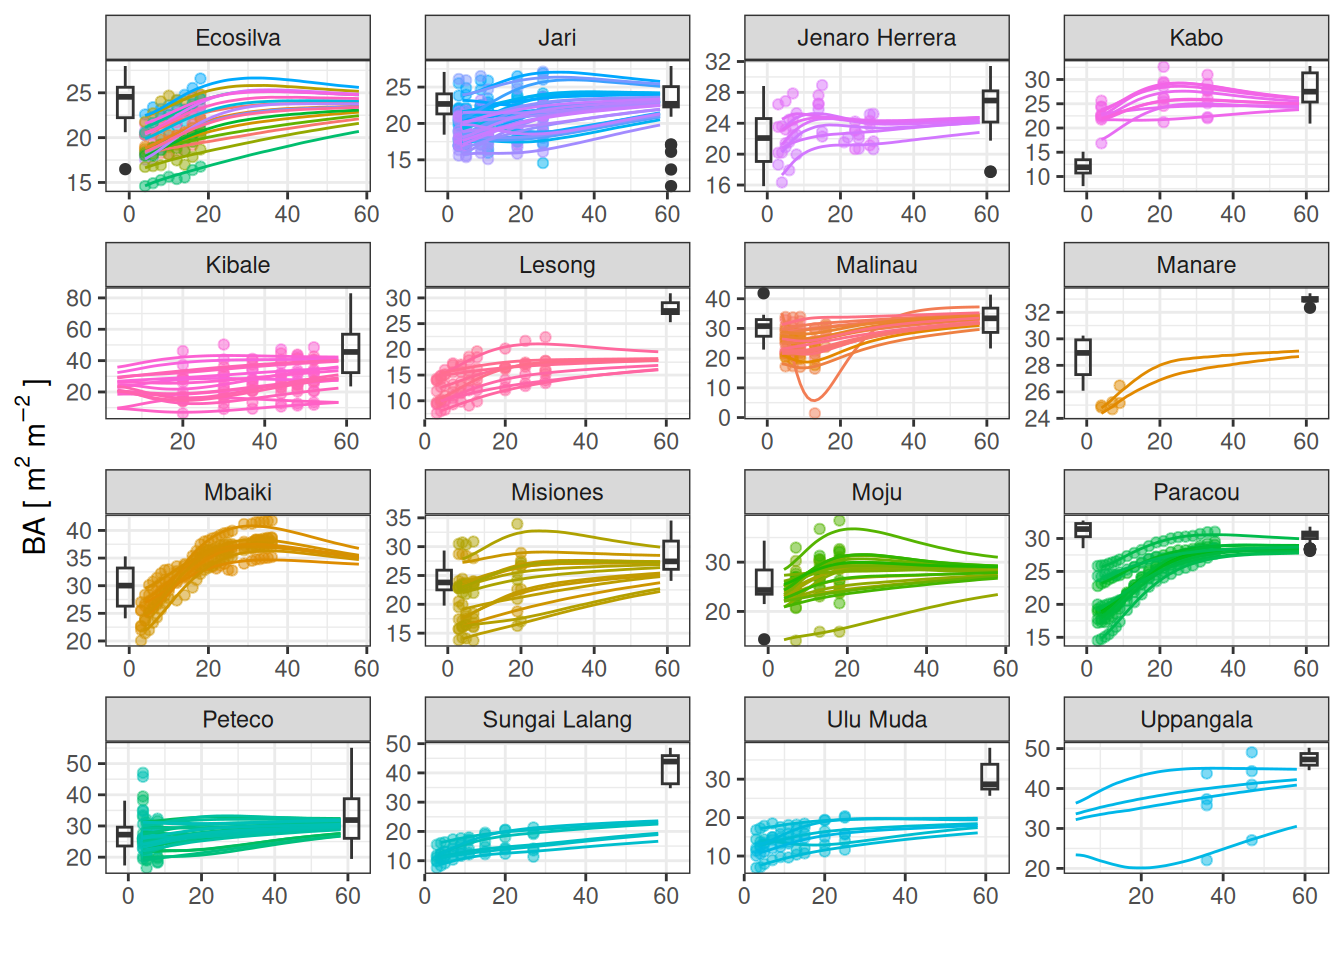 Ecosilva Jari Jenaro Herrera Kabo
25 20 15
25 20 15
32 28 24 20 16
30 25 20 15 10
0 20 40 60
0 20 40 60
0 20 40 60
0 20 40 60
Kibale Lesong Malinau Manare
80 60 40 20
30 25 20 15 10
40 30 20 10 0
32 30 28 26 24
20 40 60
0 20 40 60
0 20 40 60
0 20 40 60
BA [ m² m⁻² ]
Mbaiki Misiones Moju Paracou
40 35 30 25 20
35 30 25 20 15
30 20
30 25 20 15
0 20 40 60
0 20 40 60
0 20 40 60
0 20 40 60
Peteco Sungai Lalang Ulu Muda Uppangala
50 40 30 20
50 40 30 20 10
30 20 10
50 40 30 20
0 20 40 60
0 20 40 60
0 20 40 60
20 40 60